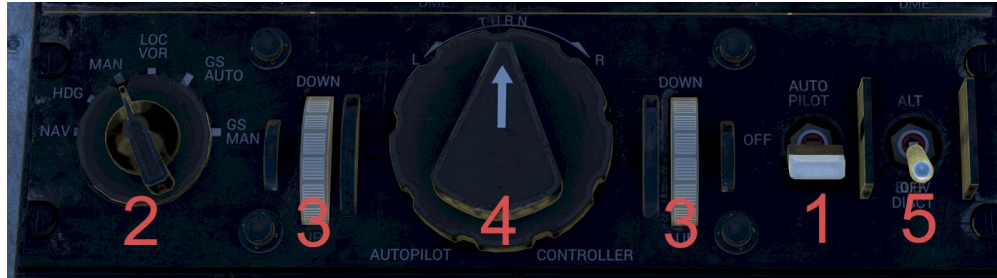 DME
DME
TURN
L
R
LOC
VOR
MAN
GS
AUTO
HDG
NAV
GS
MAN
DOWN
DOWN
OFF
AUTO
PILOT
ALT
DISCT
2
3
4
3
1
5
AUTOPILOT
CONTROLLER